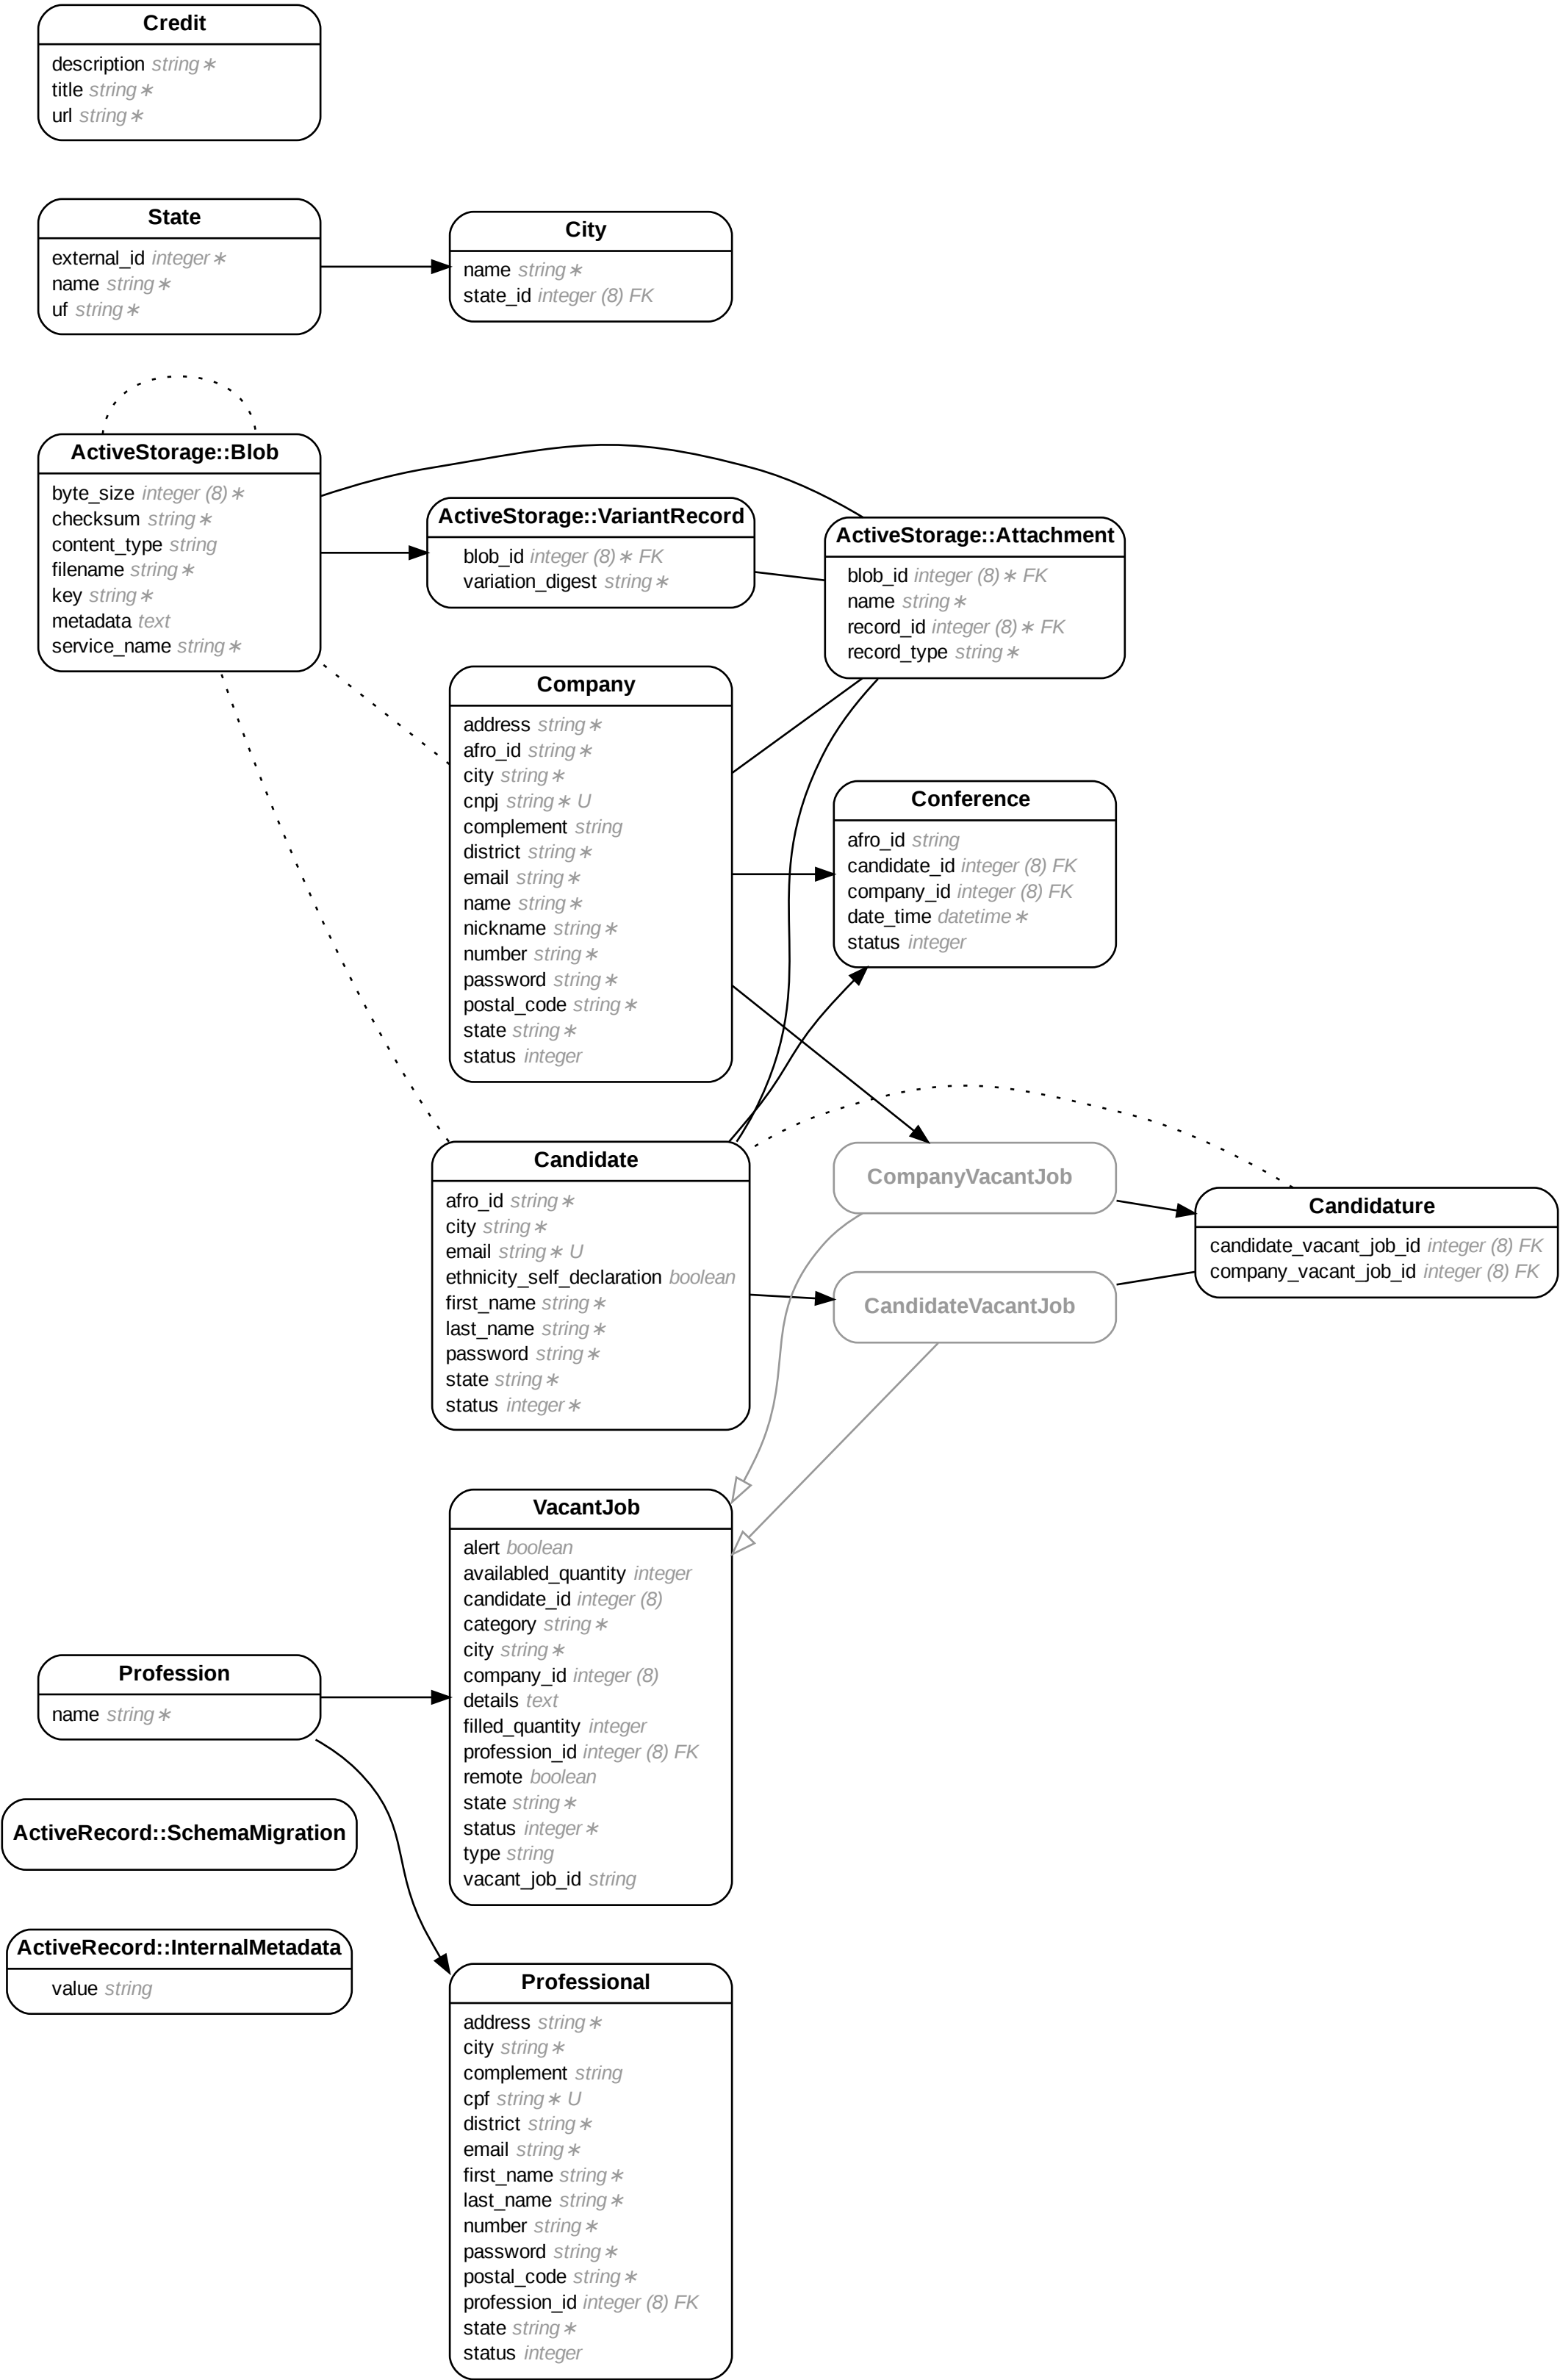 Credit
description string∗
title string∗
url string∗
State
external_id integer∗
name string∗
uf string∗
City
name string∗
state_id integer (8) FK
ActiveStorage::Blob
byte_size integer (8)∗
checksum string∗
content_type string
filename string∗
key string∗
metadata text
service_name string∗
ActiveStorage::VariantRecord
blob_id integer (8)∗ FK
variation_digest string∗
ActiveStorage::Attachment
blob_id integer (8)∗ FK
name string∗
record_id integer (8)∗ FK
record_type string∗
Company
address string∗
afro_id string∗
city string∗
cnpj string∗ U
complement string
district string∗
email string∗
name string∗
nickname string∗
number string∗
password string∗
postal_code string∗
state string∗
status integer
Conference
afro_id string
candidate_id integer (8) FK
company_id integer (8) FK
date_time datetime∗
status integer
Candidate
afro_id string∗
city string∗
email string∗ U
ethnicity_self_declaration boolean
first_name string∗
last_name string∗
password string∗
state string∗
status integer∗
CompanyVacantJob
CandidateVacantJob
Candidature
candidate_vacant_job_id integer (8) FK
company_vacant_job_id integer (8) FK
VacantJob
alert boolean
availabled_quantity integer
candidate_id integer (8)
category string∗
city string∗
company_id integer (8)
details text
filled_quantity integer
profession_id integer (8) FK
remote boolean
state string∗
status integer∗
type string
vacant_job_id string
Profession
name string∗
ActiveRecord::SchemaMigration
ActiveRecord::InternalMetadata
value string
Professional
address string∗
city string∗
complement string
cpf string∗ U
district string∗
email string∗
first_name string∗
last_name string∗
number string∗
password string∗
postal_code string∗
profession_id integer (8) FK
state string∗
status integer